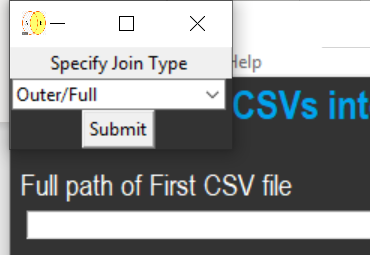 Specify Join Type
Help
Outer/Full
CSVs int
Submit
Full path of First CSV file